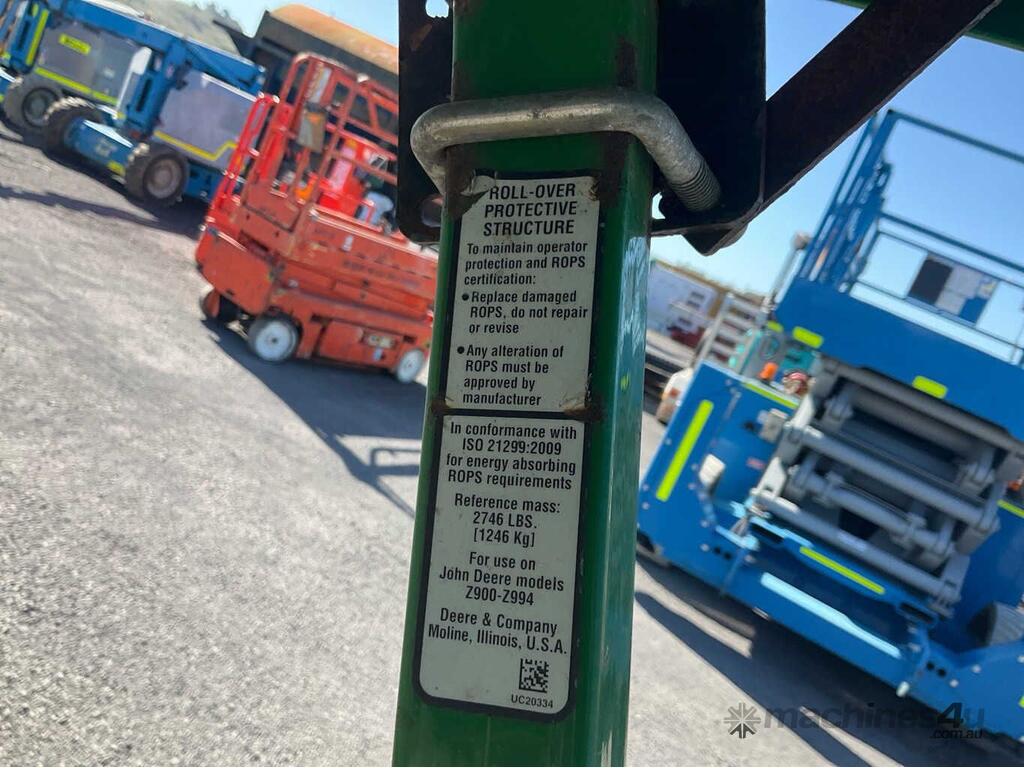 ROLL-OVER
PROTECTIVE
STRUCTURE
To maintain operator
protection and ROPS
certification:
• Replace damaged
ROPS, do not repair
or revise
• Any alteration of
ROPS must be
approved by
manufacturer
In conformance with
ISO 21299:2009
for energy absorbing
ROPS requirements
Reference mass:
2746 LBS.
[1246 Kg]
For use on
John Deere models
Z900-Z994
Deere & Company
Moline, Illinois, U.S.A.
UC20334
machines4u
.com.au